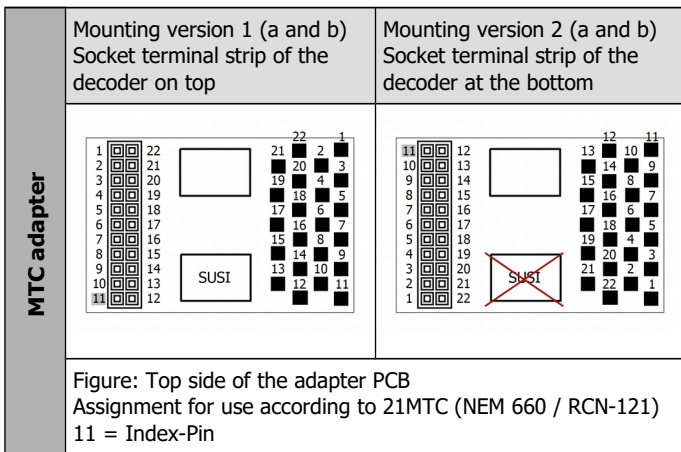 MTC adapter
Mounting version 1 (a and b)
Socket terminal strip of the
decoder on top
Mounting version 2 (a and b)
Socket terminal strip of the
decoder at the bottom
22 1
1 22 21 2
2 21 20 3
3 20 19 4
4 19 18 5
5 18 17 6
6 17 16 7
7 16 15 8
8 15 14 9
9 14 SUSI 13 10
10 13 12 11
11 12
12 11
11 12 13 10
10 13 14 9
9 14 15 8
8 15 16 7
7 16 17 6
6 17 18 5
5 18 19 4
4 19 20 3
3 20 SUSI 21 2
2 21 22 1
1 22
Figure: Top side of the adapter PCB
Assignment for use according to 21MTC (NEM 660 / RCN-121)
11 = Index-Pin